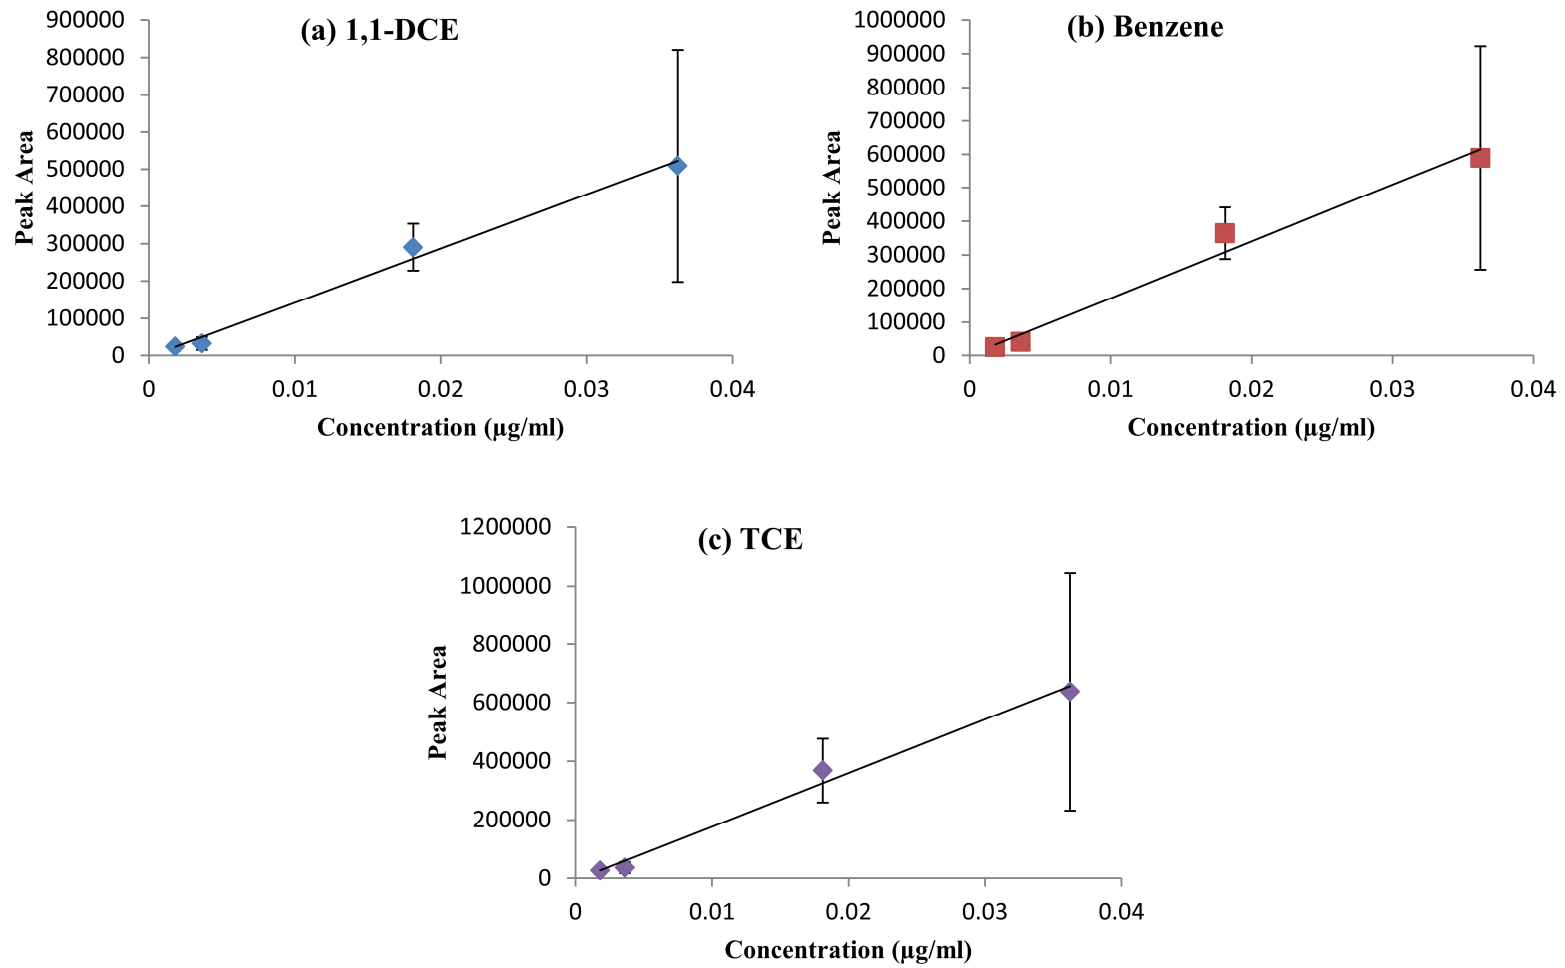 (a) 1,1-DCE
900000
800000
700000
600000
500000
400000
300000
200000
100000
0
Peak Area
0 0.01 0.02 0.03 0.04
Concentration (µg/ml)
(b) Benzene
1000000
900000
800000
700000
600000
500000
400000
300000
200000
100000
0
Peak Area
0 0.01 0.02 0.03 0.04
Concentration (µg/ml)
(c) TCE
1200000
1000000
800000
600000
400000
200000
0
Peak Area
0 0.01 0.02 0.03 0.04
Concentration (µg/ml)